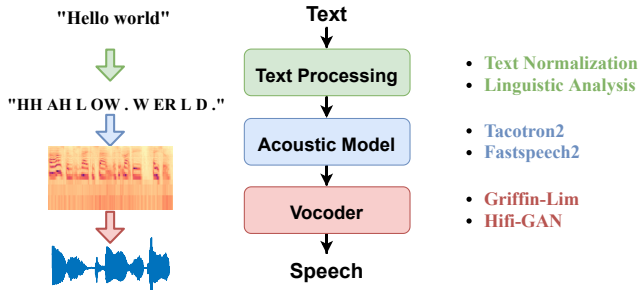 "Hello world"
"HH AH L OW . W ER L D ."
Text
Text Processing
Acoustic Model
Vocoder
Speech
• Text Normalization
• Linguistic Analysis
• Tacotron2
• Fastspeech2
• Griffin-Lim
• Hifi-GAN